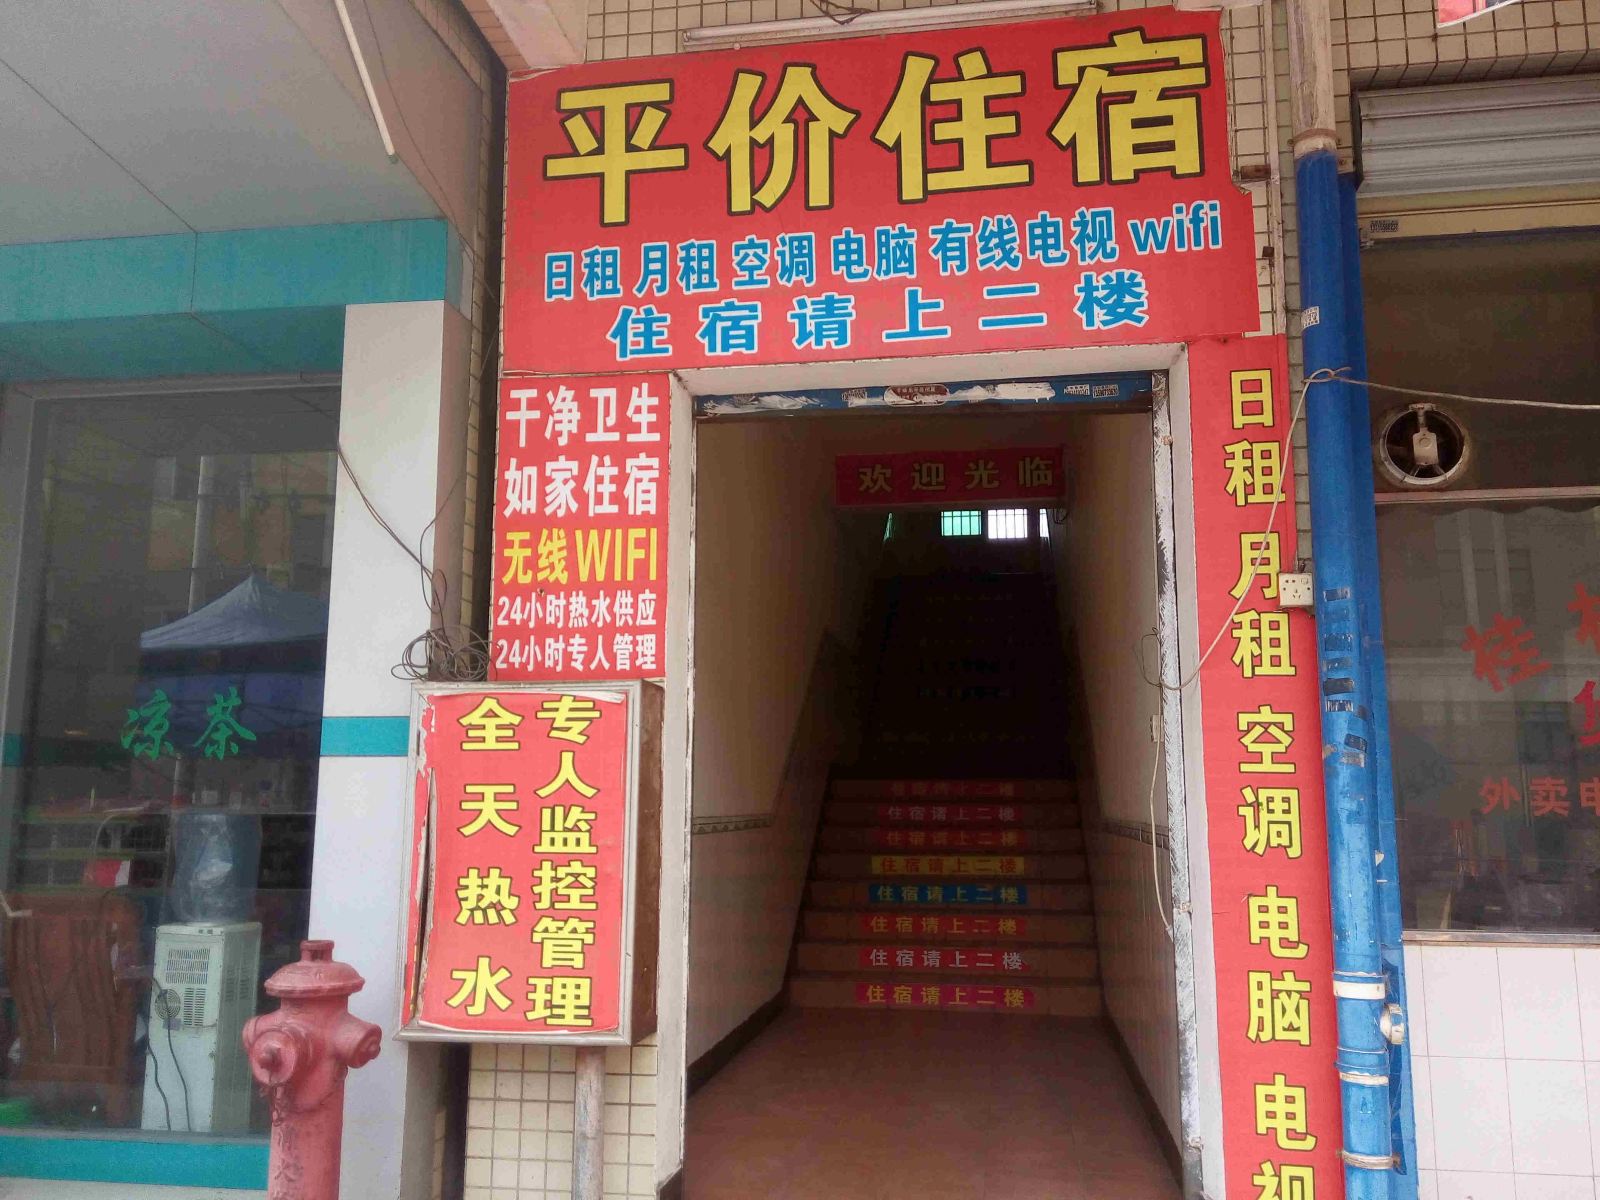 平价住宿
日租 月租 空调 电脑 有线电视 wifi
住宿请上二楼
干净卫生
如家住宿
无线WIFI
24小时热水供应
24小时专人管理
专人监控管理
全天热水
欢迎光临
日租 月租 空调 电脑 电视
住宿请上二楼
住宿请上二楼
住宿请上二楼
住宿请上二楼
住宿请上二楼
住宿请上二楼
住宿请上二楼
凉茶
桂
外卖电